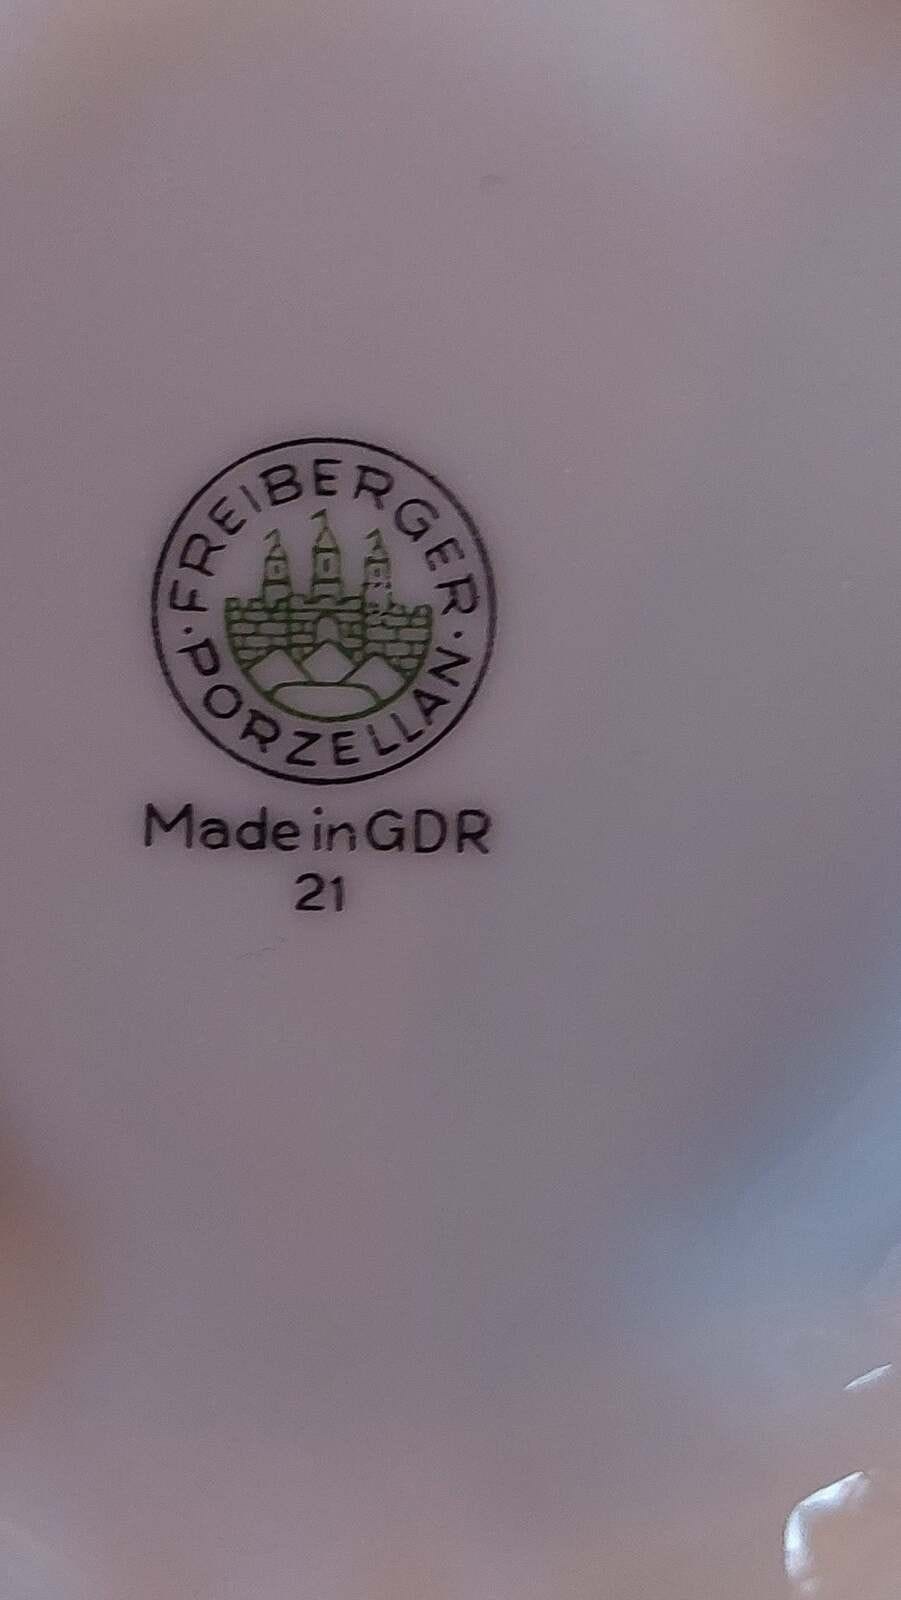 FREIBERGER
· PORZELLAN ·
Made in GDR
21